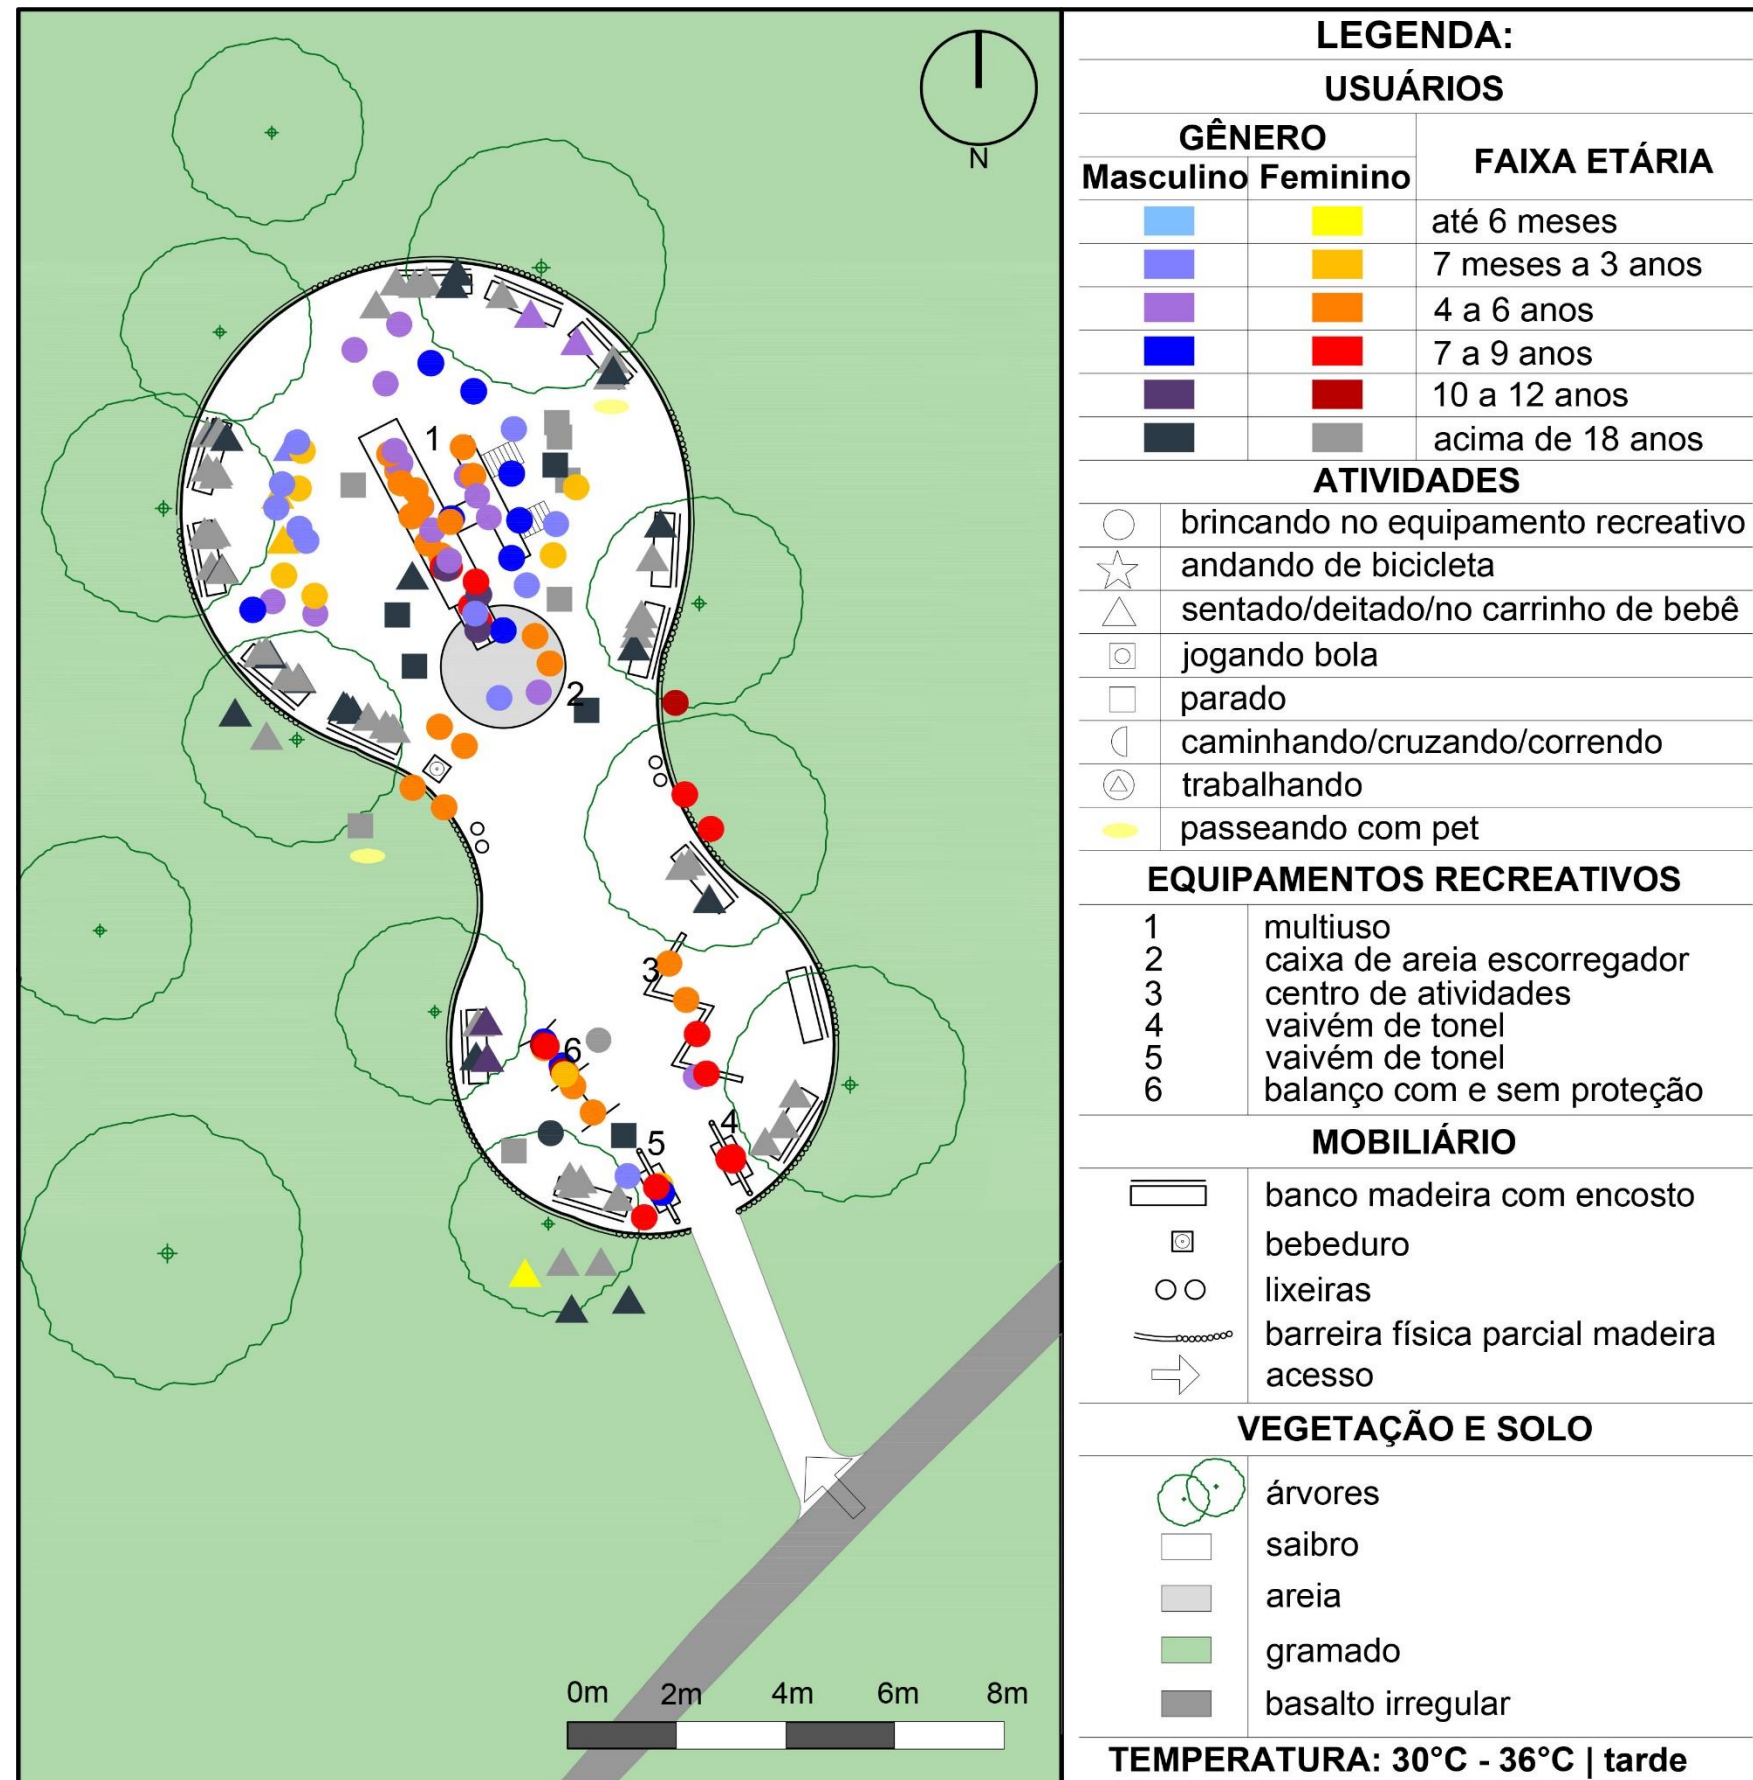 N
1
2
3
4
5
6
0m 2m 4m 6m 8m
LEGENDA:
USUÁRIOS
GÊNERO
FAIXA ETÁRIA
Masculino Feminino
até 6 meses
7 meses a 3 anos
4 a 6 anos
7 a 9 anos
10 a 12 anos
acima de 18 anos
ATIVIDADES
brincando no equipamento recreativo
andando de bicicleta
sentado/deitado/no carrinho de bebê
jogando bola
parado
caminhando/cruzando/correndo
trabalhando
passeando com pet
EQUIPAMENTOS RECREATIVOS
1 multiuso
2 caixa de areia escorregador
3 centro de atividades
4 vaivém de tonel
5 vaivém de tonel
6 balanço com e sem proteção
MOBILIÁRIO
banco madeira com encosto
bebeduro
lixeiras
barreira física parcial madeira
acesso
VEGETAÇÃO E SOLO
árvores
saibro
areia
gramado
basalto irregular
TEMPERATURA: 30°C - 36°C | tarde